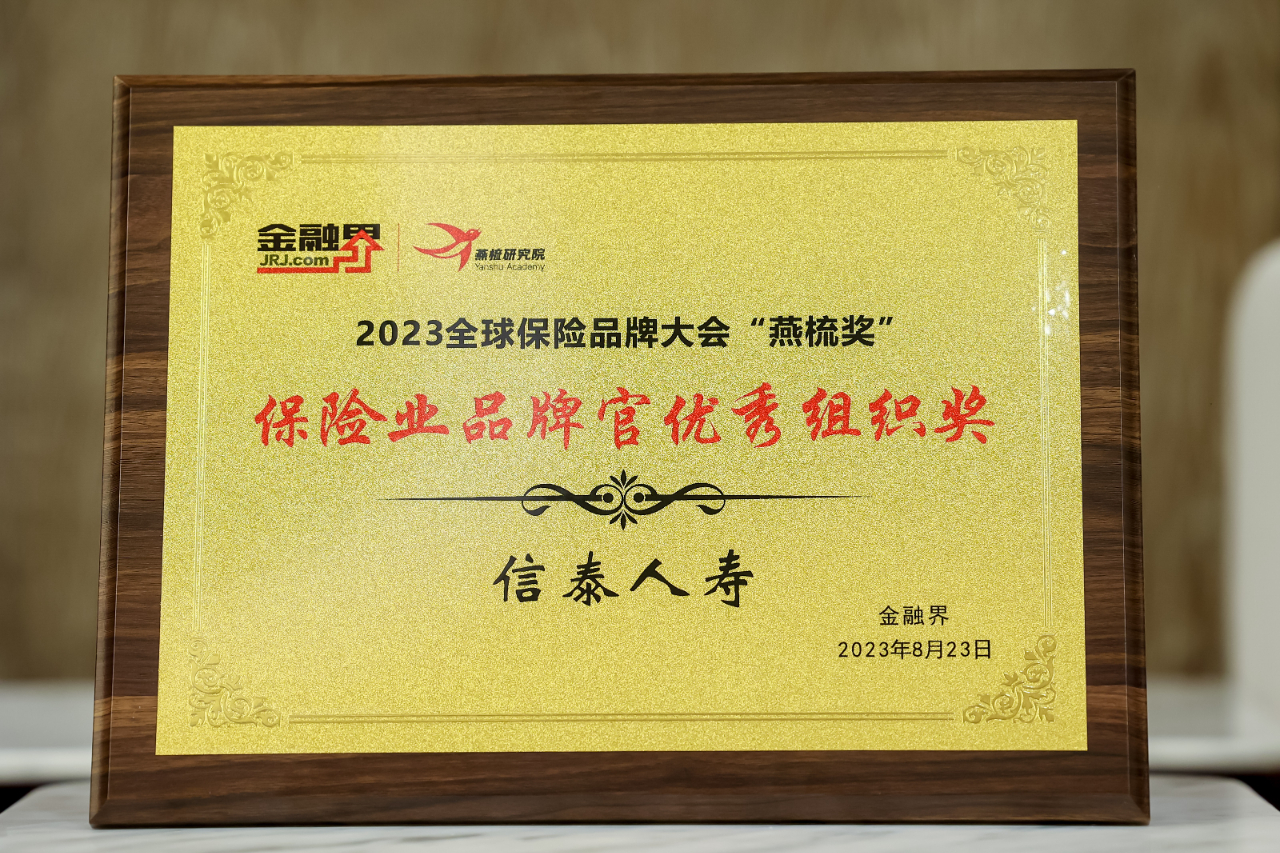 金融界
JRJ.com
燕梳研究院
Yanshu Academy
2023全球保险品牌大会“燕梳奖”
保险业品牌官优秀组织奖
信泰人寿
金融界
2023年8月23日